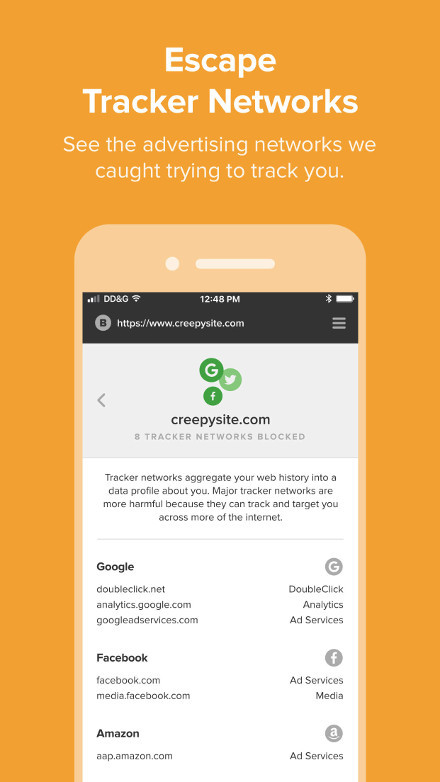 Escape
Tracker Networks
See the advertising networks we
caught trying to track you.
DD&G 12:48 PM
B https://www.creepysite.com
G
f
creepysite.com
8 TRACKER NETWORKS BLOCKED
Tracker networks aggregate your web history into a
data profile about you. Major tracker networks are
more harmful because they can track and target you
across more of the internet.
Google G
doubleclick.net DoubleClick
analytics.google.com Analytics
googleadservices.com Ad Services
Facebook f
facebook.com Ad Services
media.facebook.com Media
Amazon a
aap.amazon.com Ad Services